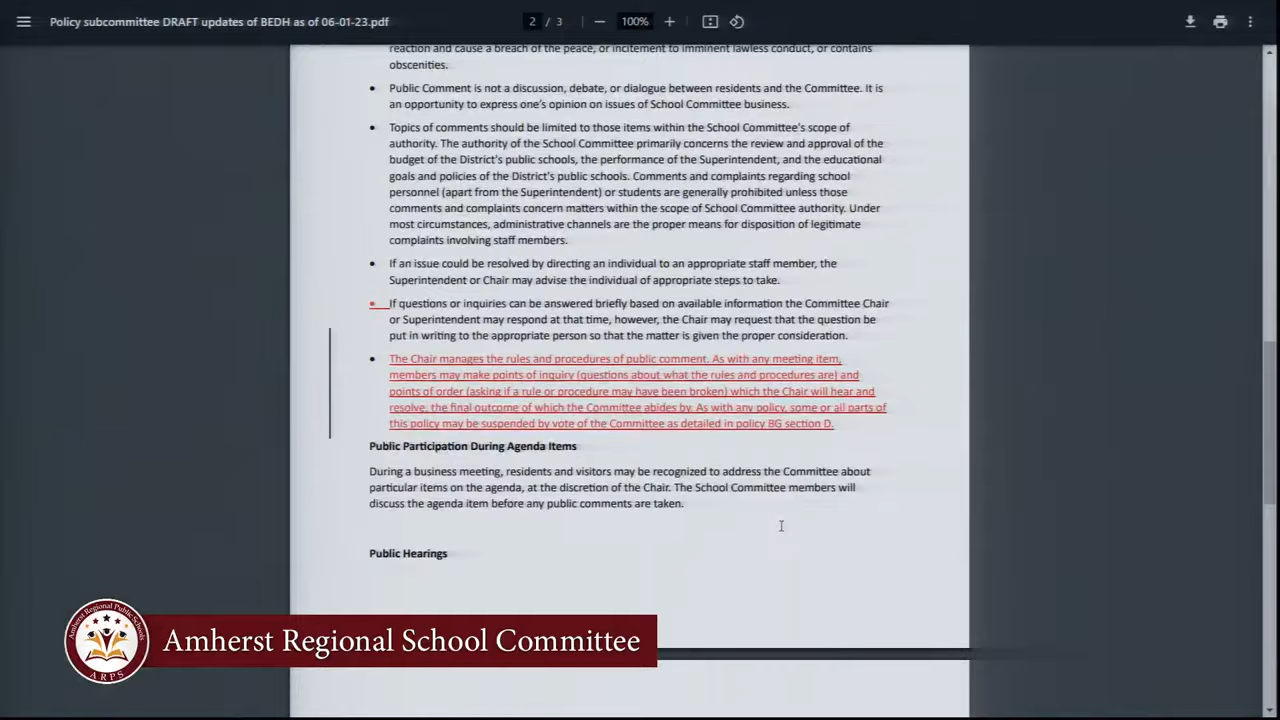 Policy subcommittee DRAFT updates of BEDH as of 06-01-23.pdf
2 / 3
100%
reaction and cause a breach of the peace, or incitement to imminent lawless conduct, or contains
obscenities.
• Public Comment is not a discussion, debate, or dialogue between residents and the Committee. It is
an opportunity to express one's opinion on issues of School Committee business.
• Topics of comments should be limited to those items within the School Committee's scope of
authority. The authority of the School Committee primarily concerns the review and approval of the
budget of the District's public schools, the performance of the Superintendent, and the educational
goals and policies of the District's public schools. Comments and complaints regarding school
personnel (apart from the Superintendent) or students are generally prohibited unless those
comments and complaints concern matters within the scope of School Committee authority. Under
most circumstances, administrative channels are the proper means for disposition of legitimate
complaints involving staff members.
• If an issue could be resolved by directing an individual to an appropriate staff member, the
Superintendent or Chair may advise the individual of appropriate steps to take.
• If questions or inquiries can be answered briefly based on available information the Committee Chair
or Superintendent may respond at that time, however, the Chair may request that the question be
put in writing to the appropriate person so that the matter is given the proper consideration.
• The Chair manages the rules and procedures of public comment. As with any meeting item,
members may make points of inquiry (questions about what the rules and procedures are) and
points of order (asking if a rule or procedure may have been broken) which the Chair will hear and
resolve, the final outcome of which the Committee abides by. As with any policy, some or all parts of
this policy may be suspended by vote of the Committee as detailed in policy BG section D.
Public Participation During Agenda Items
During a business meeting, residents and visitors may be recognized to address the Committee about
particular items on the agenda, at the discretion of the Chair. The School Committee members will
discuss the agenda item before any public comments are taken.
Public Hearings
Amherst Regional Public Schools
ARPS
Amherst Regional School Committee